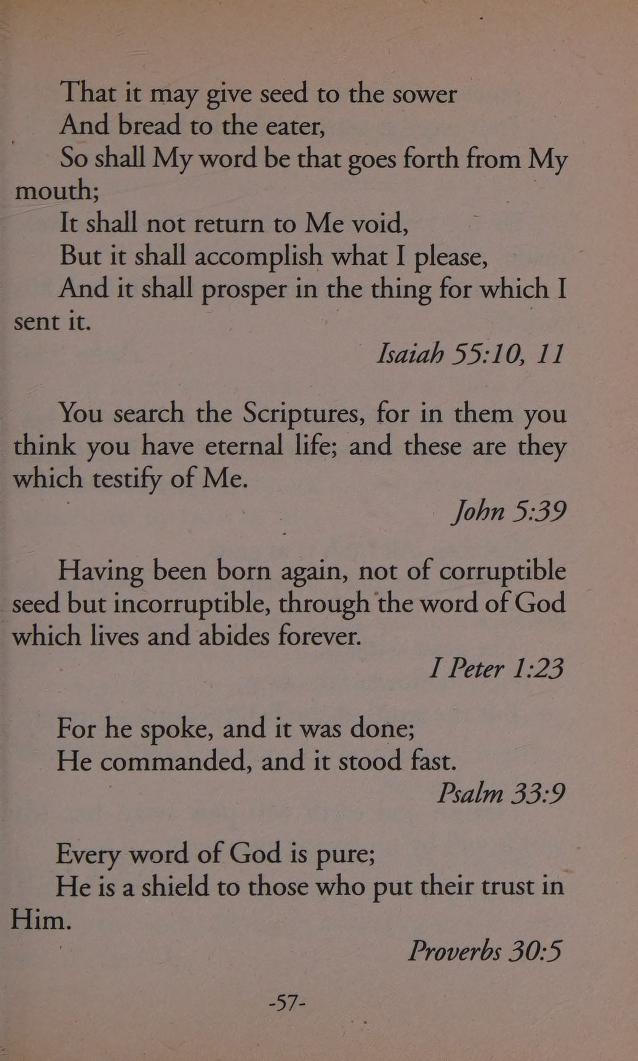 That it may give seed to the sower
And bread to the eater,
So shall My word be that goes forth from My
mouth;
It shall not return to Me void,
But it shall accomplish what I please,
And it shall prosper in the thing for which I
sent it.
Isaiah 55:10, 11
You search the Scriptures, for in them you
think you have eternal life; and these are they
which testify of Me.
John 5:39
Having been born again, not of corruptible
seed but incorruptible, through the word of God
which lives and abides forever.
I Peter 1:23
For he spoke, and it was done;
He commanded, and it stood fast.
Psalm 33:9
Every word of God is pure;
He is a shield to those who put their trust in
Him.
Proverbs 30:5
-57-